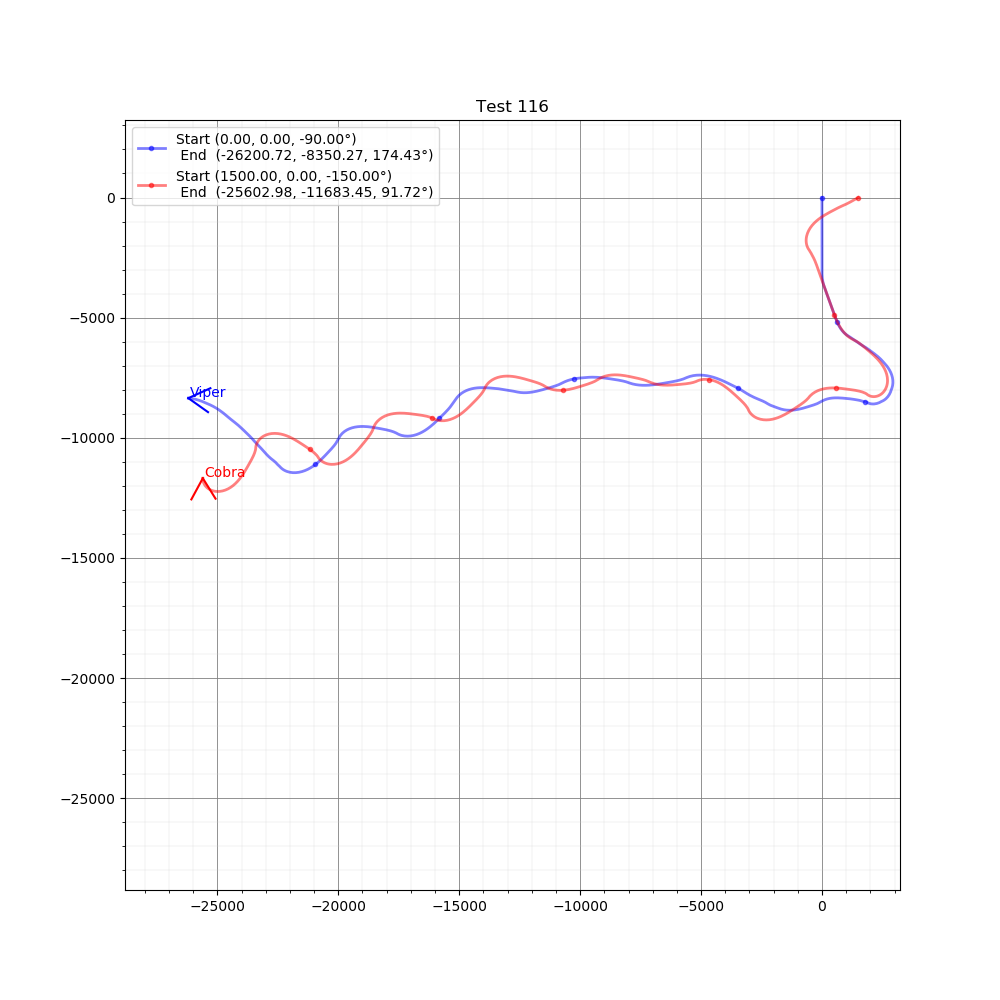 Test 116
Start (0.00, 0.00, -90.00°)
End  (-26200.72, -8350.27, 174.43°)
Start (1500.00, 0.00, -150.00°)
End  (-25602.98, -11683.45, 91.72°)
0
−5000
−10000
−15000
−20000
−25000
Viper
Cobra
−25000
−20000
−15000
−10000
−5000
0